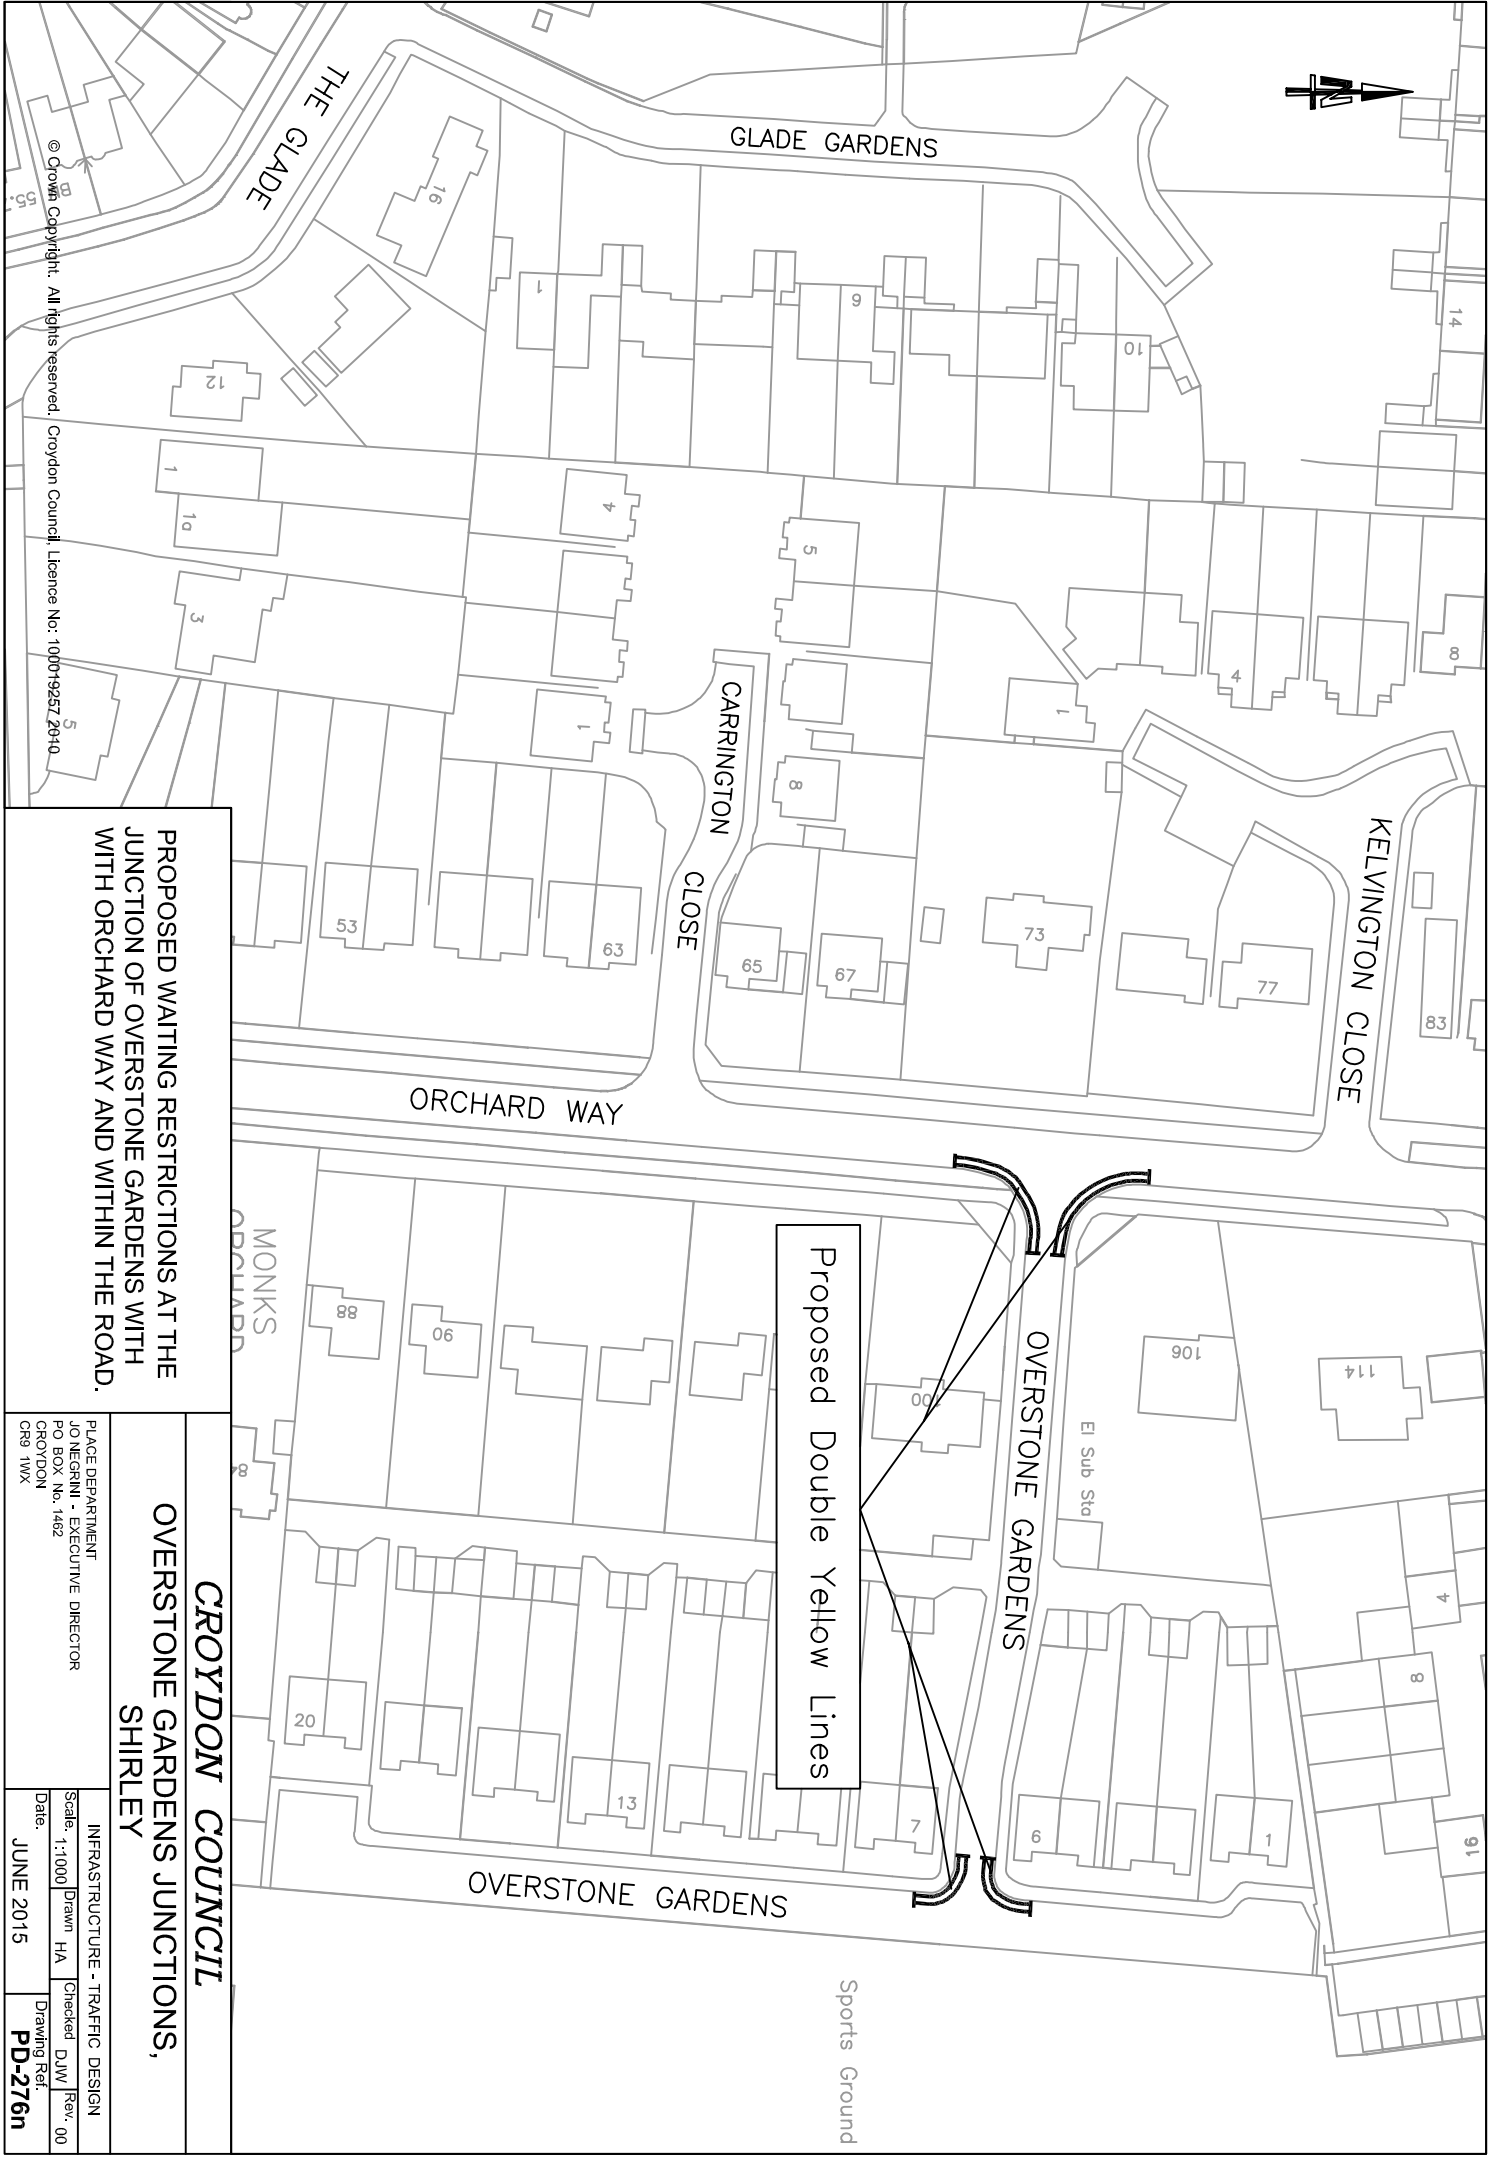 THE GLADE
GLADE GARDENS
N
14
16
1
6
10
12
BM 55.
© Crown Copyright. All rights reserved. Croydon Council, Licence No: 100019257 2010
1
1a
3
5
4
5
1
8
1
4
8
CARRINGTON CLOSE
KELVINGTON CLOSE
53
63
65
67
73
77
83
ORCHARD WAY
MONKS
ORCHARD
88
90
100
106
114
84
El Sub Sta
OVERSTONE GARDENS
Proposed Double Yellow Lines
4
8
16
20
13
7
6
1
OVERSTONE GARDENS
Sports Ground
PROPOSED WAITING RESTRICTIONS AT THE
JUNCTION OF OVERSTONE GARDENS WITH
WITH ORCHARD WAY AND WITHIN THE ROAD.
CROYDON COUNCIL
OVERSTONE GARDENS JUNCTIONS,
SHIRLEY
PLACE DEPARTMENT
JO NEGRINI - EXECUTIVE DIRECTOR
PO BOX No. 1462
CROYDON
CR9 1WX
INFRASTRUCTURE - TRAFFIC DESIGN
Scale. 1:1000 Drawn HA Checked DJW Rev. 00
Date. JUNE 2015
Drawing Ref. PD-276n